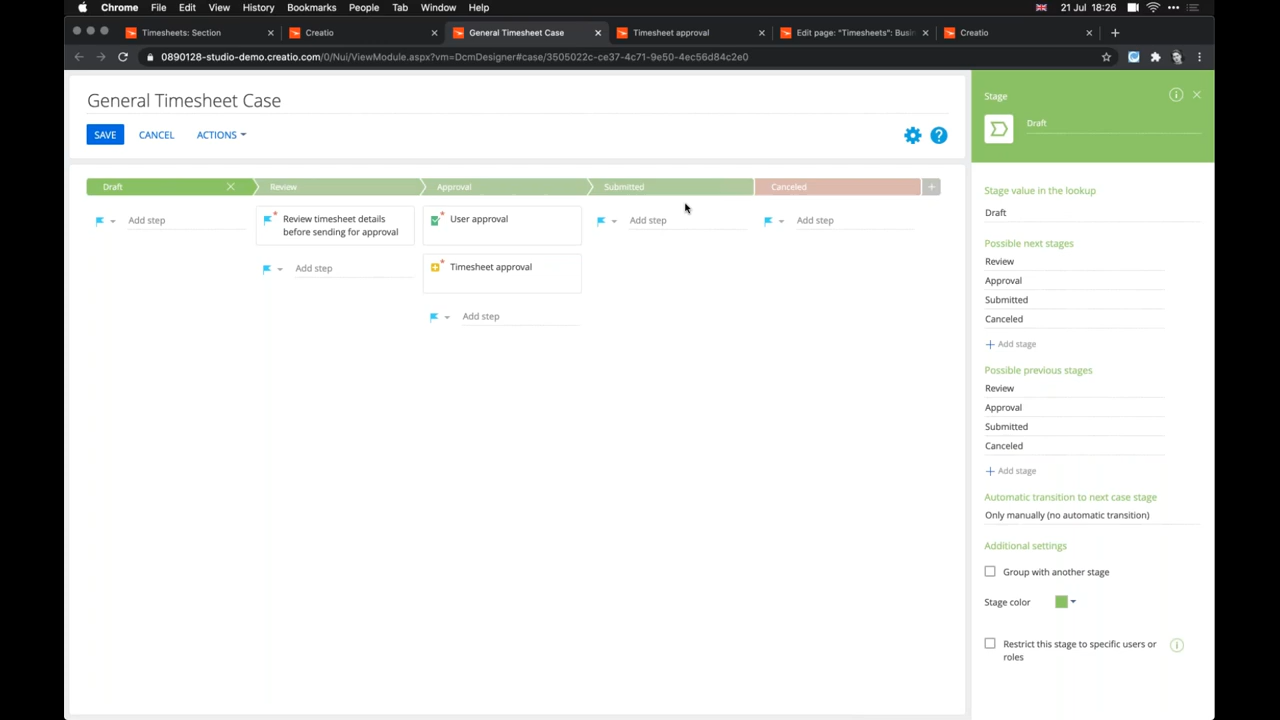 Chrome File Edit View History Bookmarks People Tab Window Help 21 Jul 18:26
Timesheets: Section
Creatio
General Timesheet Case
Timesheet approval
Edit page: "Timesheets": Busin
Creatio
0890128-studio-demo.creatio.com/0/Nui/ViewModule.aspx?vm=DcmDesigner#case/3505022c-ce37-4c71-9e50-4ec56d84c2e0
General Timesheet Case
SAVE CANCEL ACTIONS
Draft Review Approval Submitted Canceled
Add step
Review timesheet details
before sending for approval
Add step
User approval
Timesheet approval
Add step
Add step
Add step
Stage
Draft
Stage value in the lookup
Draft
Possible next stages
Review
Approval
Submitted
Canceled
Add stage
Possible previous stages
Review
Approval
Submitted
Canceled
Add stage
Automatic transition to next case stage
Only manually (no automatic transition)
Additional settings
Group with another stage
Stage color
Restrict this stage to specific users or
roles